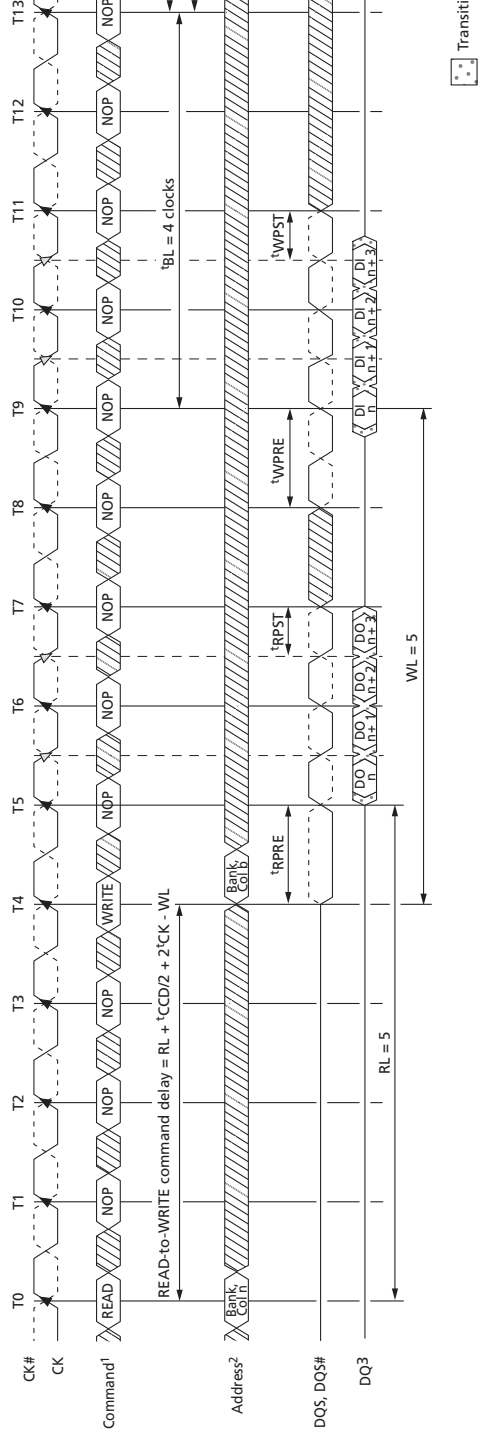 T0 T1 T2 T3 T4 T5 T6 T7 T8 T9 T10 T11 T12 T13
CK#
CK
Command¹ READ NOP NOP NOP WRITE NOP NOP NOP NOP NOP NOP NOP NOP NOP
READ-to-WRITE command delay = RL + ᵗCCD/2 + 2ᵗCK - WL
ᵗBL = 4 clocks
Address² Bank, Col n Bank, Col b
ᵗRPRE ᵗRPST ᵗWPRE ᵗWPST
DQS, DQS#
DQ³ DO n DO n + 1 DO n + 2 DO n + 3 DI n DI n + 1 DI n + 2 DI n + 3
WL = 5
RL = 5